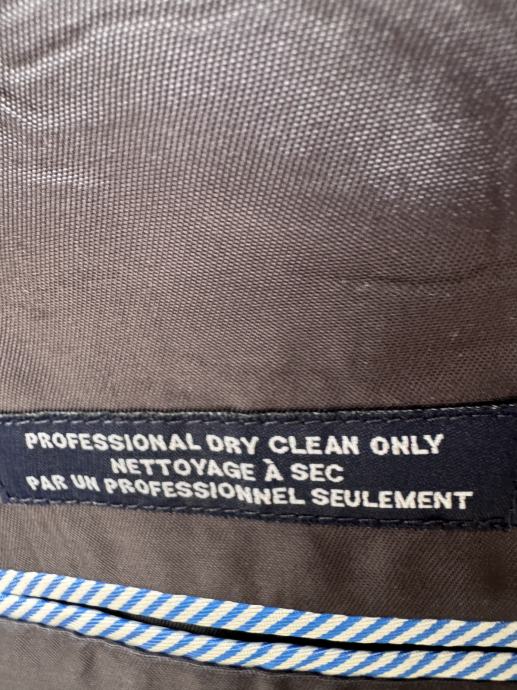 PROFESSIONAL DRY CLEAN ONLY
NETTOYAGE À SEC
PAR UN PROFESSIONNEL SEULEMENT